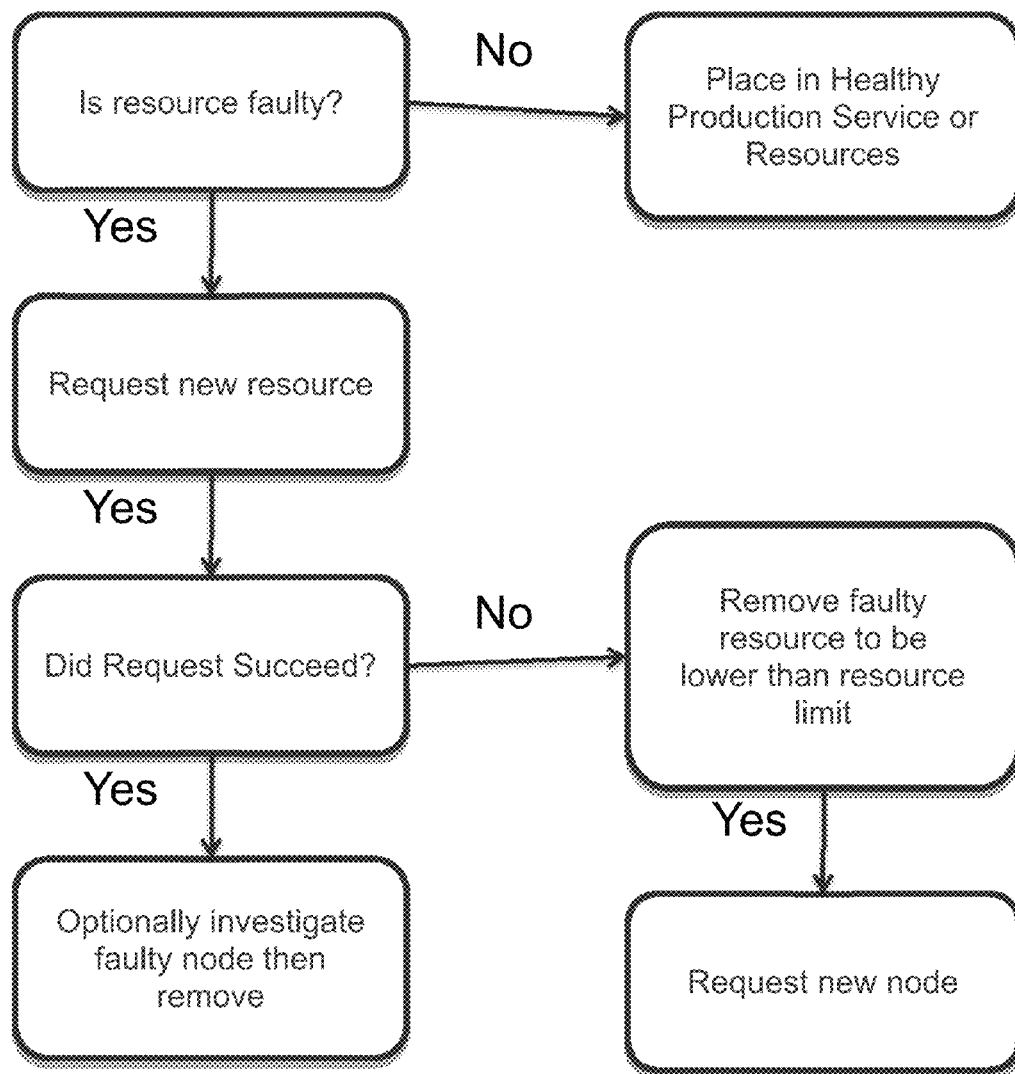 Is resource faulty?
No
Place in Healthy
Production Service or
Resources
Yes
Request new resource
Yes
Did Request Succeed?
No
Remove faulty
resource to be
lower than resource
limit
Yes
Yes
Optionally investigate
faulty node then
remove
Request new node